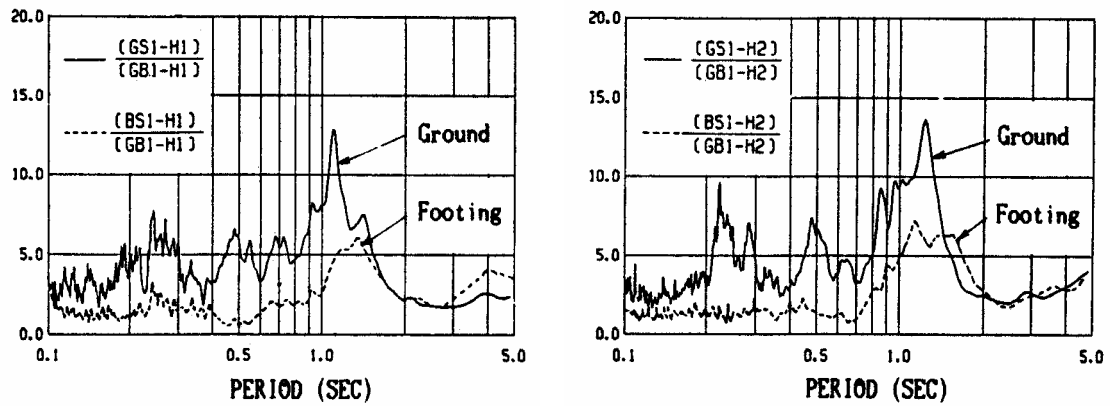 20.0
15.0
10.0
5.0
0.0
(GS1-H1)
(GB1-H1)
(BS1-H1)
(GB1-H1)
Ground
Footing
0.1
0.5
1.0
5.0
PERIOD (SEC)
20.0
15.0
10.0
5.0
0.0
(GS1-H2)
(GB1-H2)
(BS1-H2)
(GB1-H2)
Ground
Footing
0.1
0.5
1.0
5.0
PERIOD (SEC)